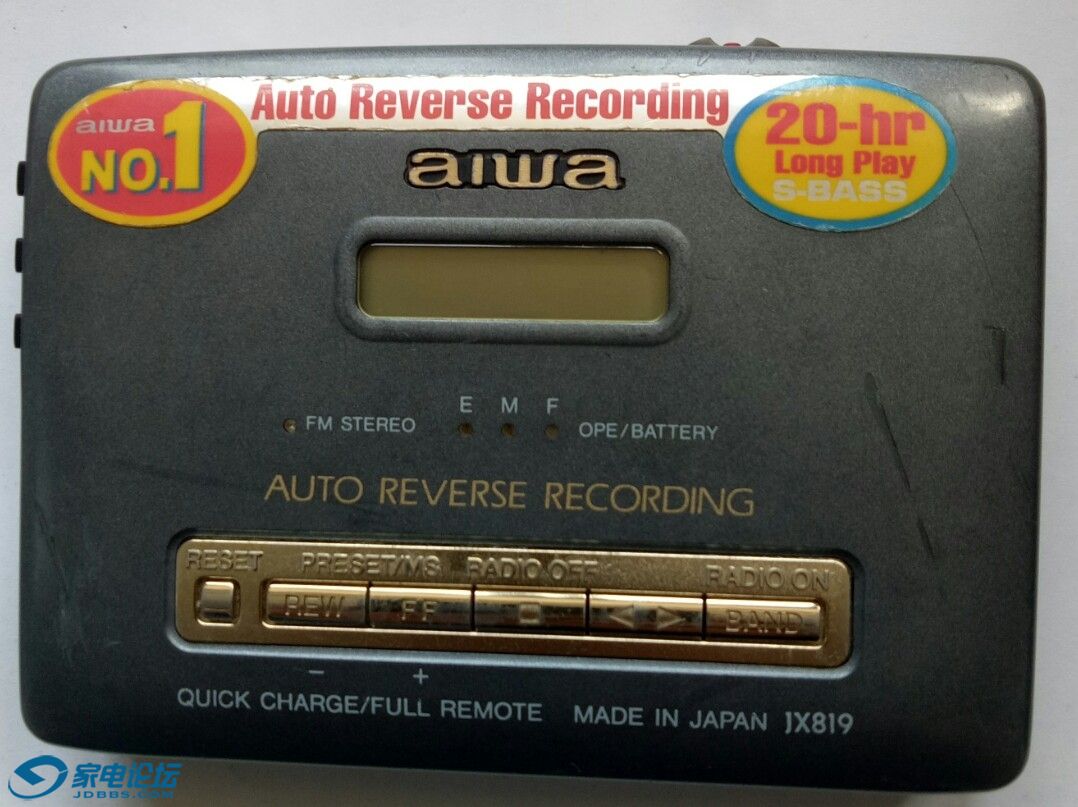 Auto Reverse Recording
aiwa
NO.1
20-hr
Long Play
S-BASS
aiwa
E M F
FM STEREO
OPE/BATTERY
AUTO REVERSE RECORDING
RESET PRESET/MS RADIO OFF RADIO ON
REW FF BAND
− +
QUICK CHARGE/FULL REMOTE MADE IN JAPAN JX819
家电论坛
JDBBS.COM